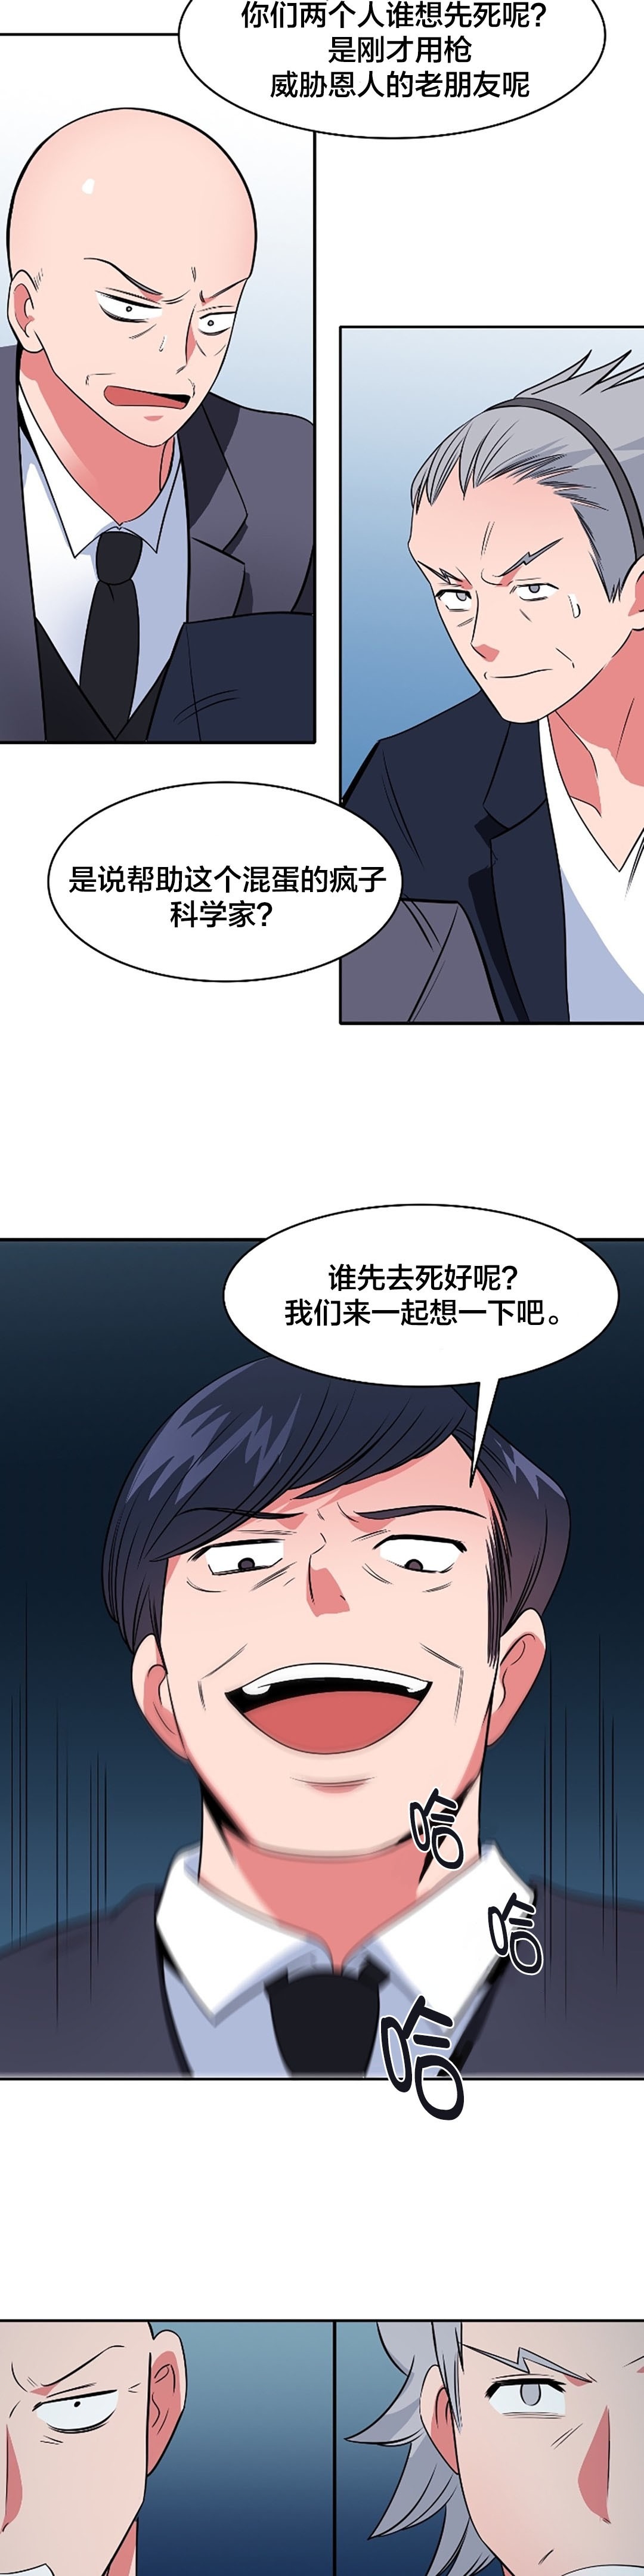 你们两个人谁想先死呢？
是刚才用枪
威胁恩人的老朋友呢
是说帮助这个混蛋的疯子
科学家？
谁先去死好呢？
我们来一起想一下吧。
哈
哈
哈